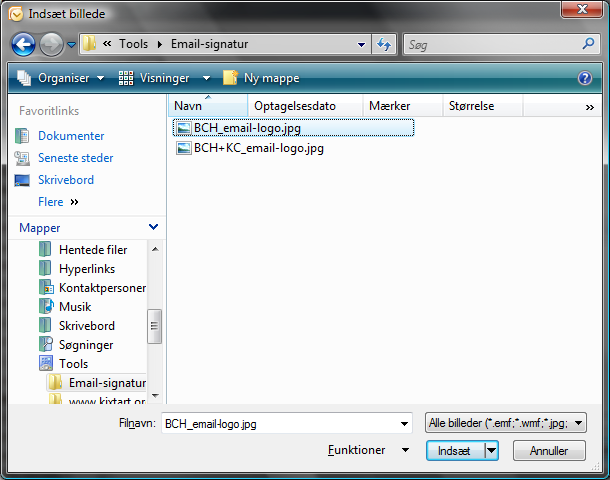 Indsæt billede
« Tools Email-signatur
Søg
Organiser Visninger Ny mappe
Favoritlinks
Dokumenter
Seneste steder
Skrivebord
Flere »
Mapper
Hentede filer
Hyperlinks
Kontaktpersoner
Musik
Skrivebord
Søgninger
Tools
Email-signatur
www.kixtart.or
Navn Optagelsesdato Mærker Størrelse »
BCH_email-logo.jpg
BCH+KC_email-logo.jpg
Filnavn: BCH_email-logo.jpg Alle billeder (*.emf;*.wmf;*.jpg;
Funktioner Indsæt Annuller